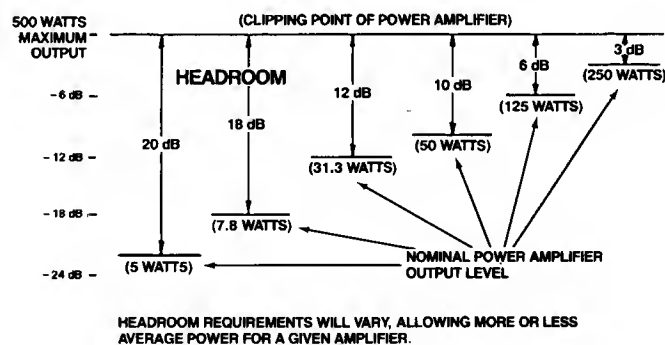 500 WATTS
MAXIMUM
OUTPUT
(CLIPPING POINT OF POWER AMPLIFIER)
HEADROOM
3 dB
(250 WATTS)
6 dB
(125 WATTS)
-6 dB
12 dB
10 dB
18 dB
20 dB
(50 WATTS)
-12 dB
(31.3 WATTS)
-18 dB
(7.8 WATTS)
NOMINAL POWER AMPLIFIER
OUTPUT LEVEL
(5 WATT5)
-24 dB
HEADROOM REQUIREMENTS WILL VARY, ALLOWING MORE OR LESS
AVERAGE POWER FOR A GIVEN AMPLIFIER.